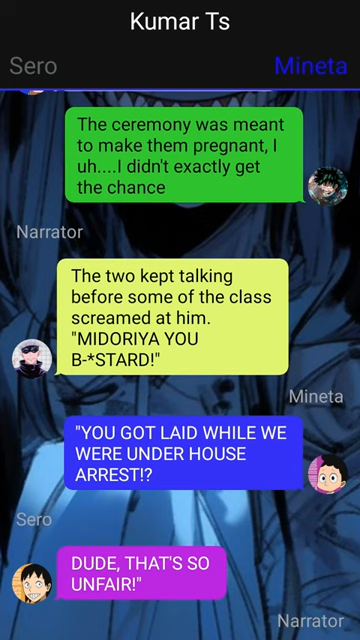 Kumar Ts
Sero
Mineta
The ceremony was meant
to make them pregnant, I
uh....I didn't exactly get
the chance
Narrator
The two kept talking
before some of the class
screamed at him.
"MIDORIYA YOU
B-*STARD!"
Mineta
"YOU GOT LAID WHILE WE
WERE UNDER HOUSE
ARREST!?
Sero
DUDE, THAT'S SO
UNFAIR!"
Narrator